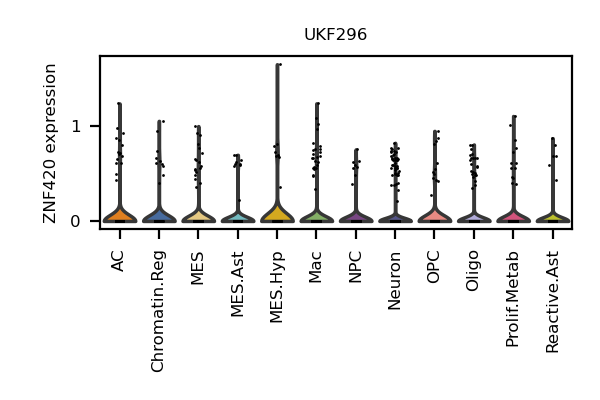 UKF296
ZNF420 expression
1
0
AC
Chromatin.Reg
MES
MES.Ast
MES.Hyp
Mac
NPC
Neuron
OPC
Oligo
Prolif.Metab
Reactive.Ast